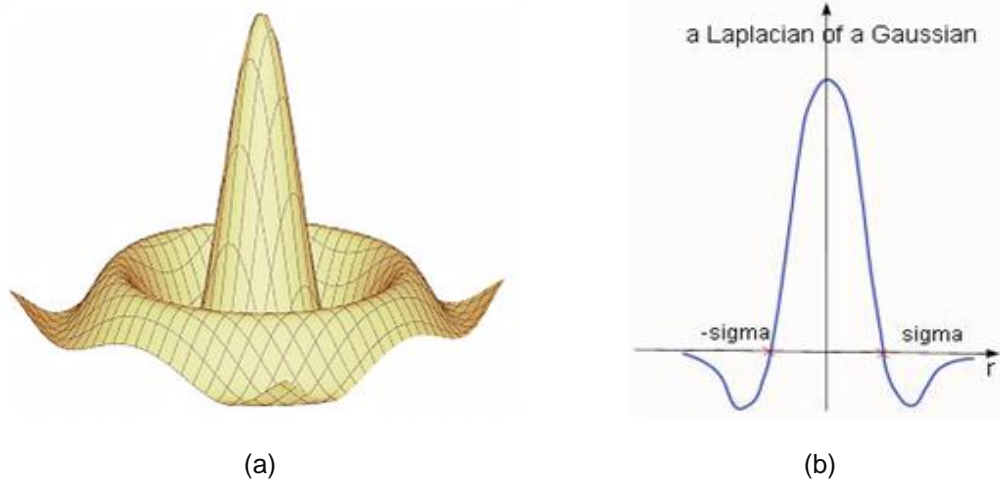 a Laplacian of a Gaussian
-sigma
sigma
r
(a)
(b)